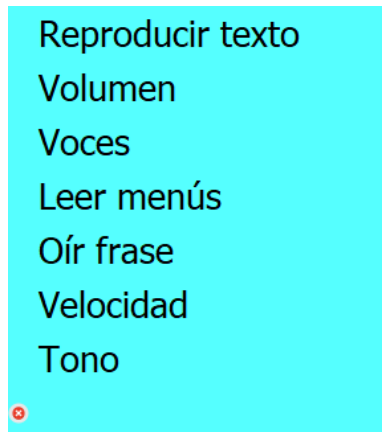 Reproducir texto
Volumen
Voces
Leer menús
Oír frase
Velocidad
Tono